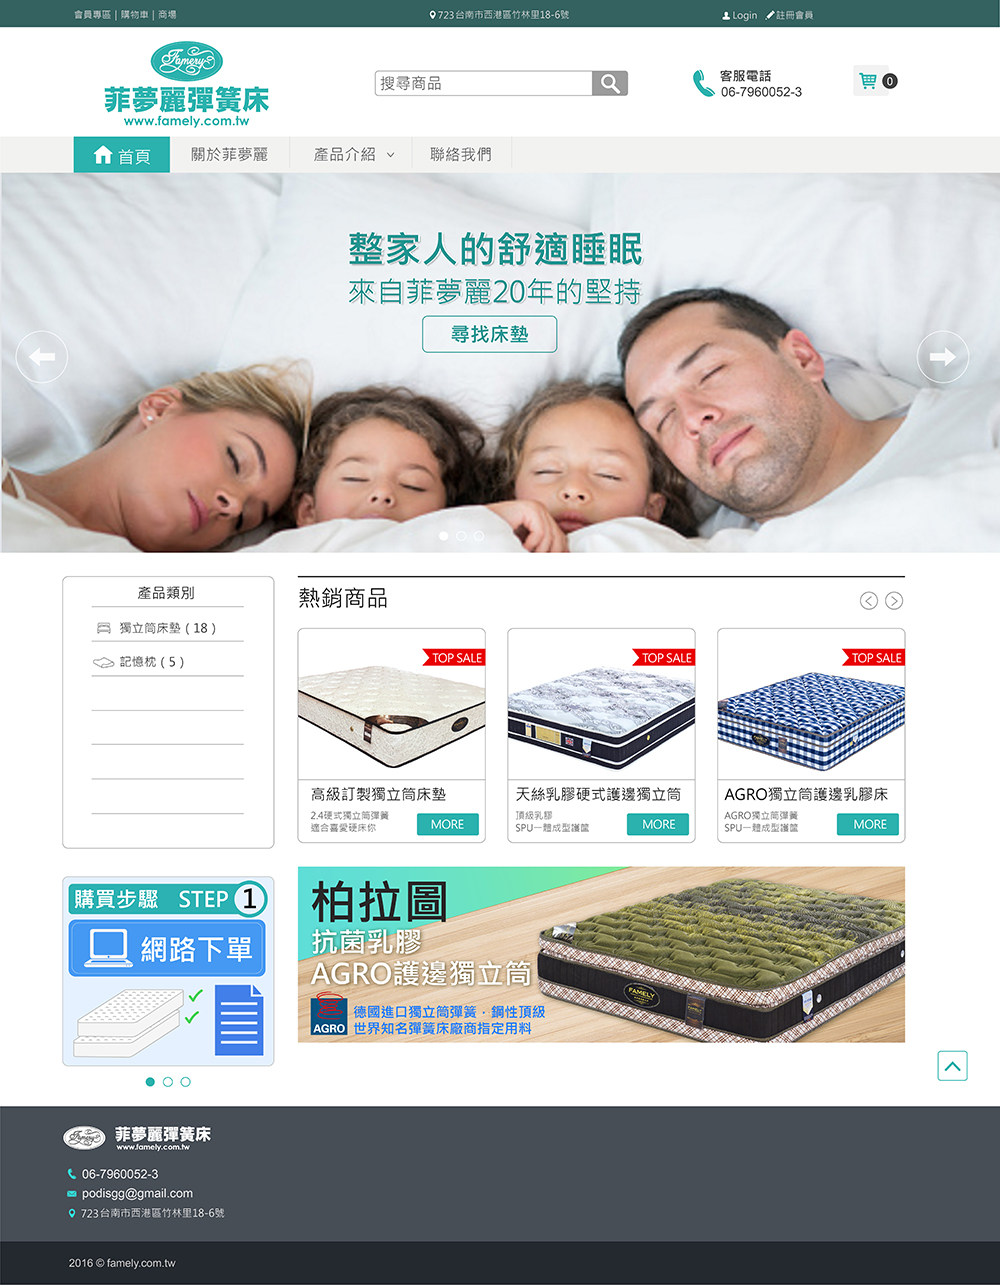 會員專區 | 購物車 | 商場
723台南市西港區竹林里18-6號
Login
註冊會員
Famery
菲夢麗彈簧床
www.famely.com.tw
搜尋商品
客服電話
06-7960052-3
0
首頁
關於菲夢麗
產品介紹
聯絡我們
整家人的舒適睡眠
來自菲夢麗20年的堅持
尋找床墊
產品類別
獨立筒床墊 ( 18 )
記憶枕 ( 5 )
熱銷商品
TOP SALE
TOP SALE
TOP SALE
高級訂製獨立筒床墊
2.4硬式獨立筒彈簧
適合喜愛硬床你
MORE
天絲乳膠硬式護邊獨立筒
頂級乳膠
SPU一體成型護筐
MORE
AGRO獨立筒護邊乳膠床
AGRO獨立筒彈簧
SPU一體成型護筐
MORE
購買步驟 STEP 1
網路下單
柏拉圖
抗菌乳膠
AGRO護邊獨立筒
AGRO
德國進口獨立筒彈簧．鋼性頂級
世界知名彈簧床廠商指定用料
FAMELY
Famery
菲夢麗彈簧床
www.famely.com.tw
06-7960052-3
podisgg@gmail.com
723台南市西港區竹林里18-6號
2016 © famely.com.tw